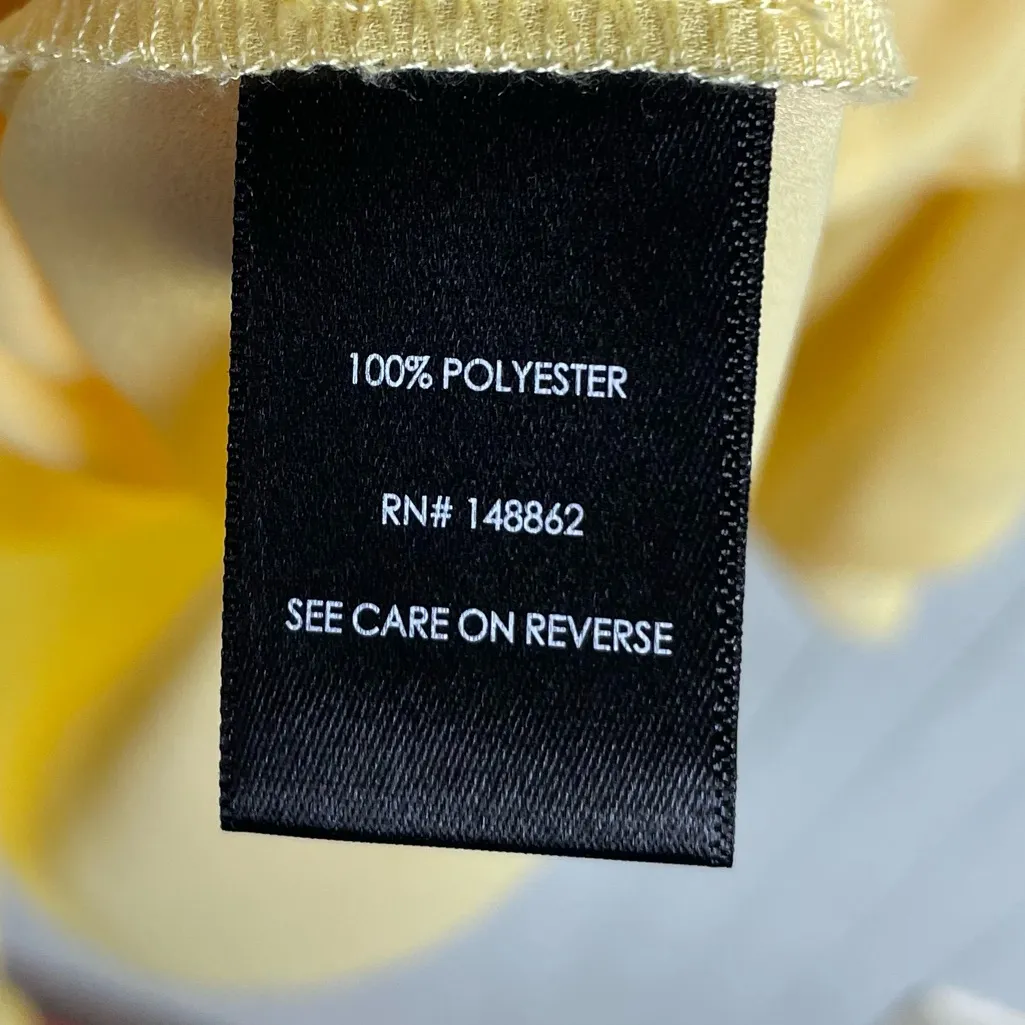 100% POLYESTER
RN# 148862
SEE CARE ON REVERSE